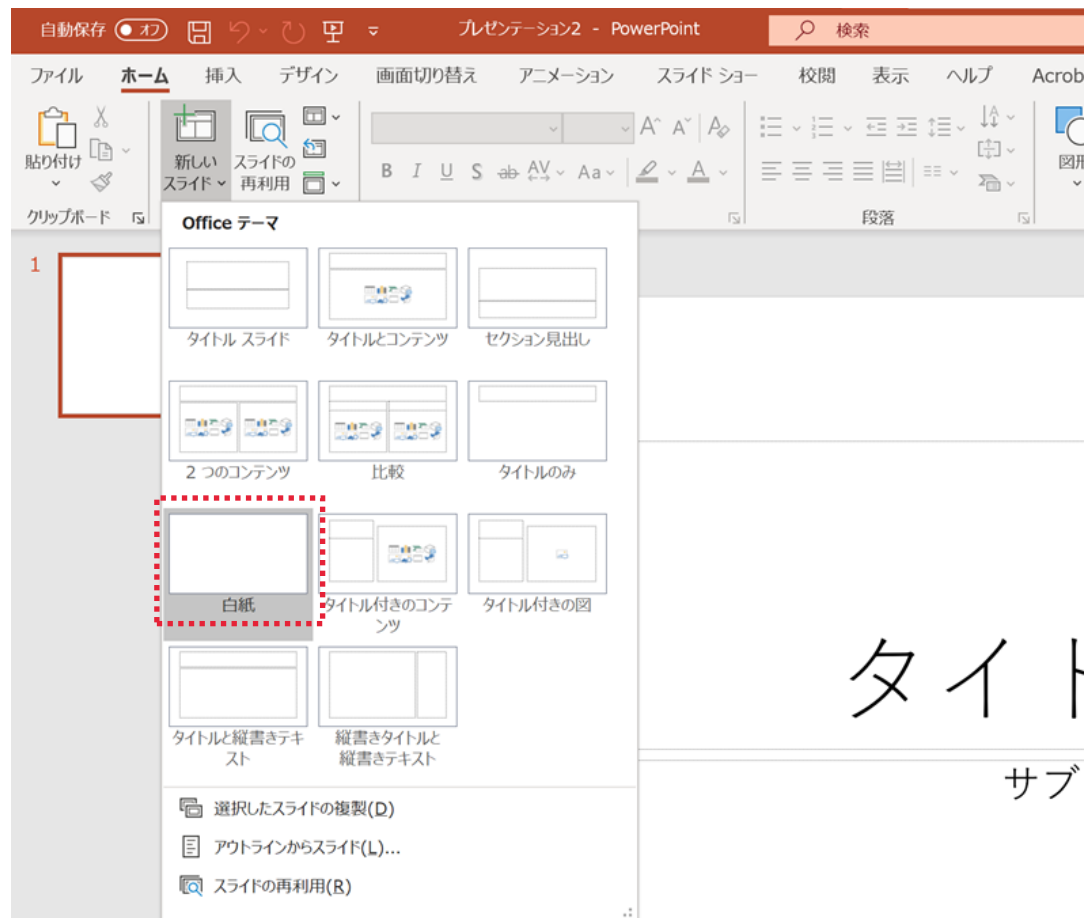 自動保存 オフ プレゼンテーション2 - PowerPoint 検索
ファイル ホーム 挿入 デザイン 画面切り替え アニメーション スライド ショー 校閲 表示 ヘルプ Acrob
貼り付け
新しい
スライド
スライドの
再利用
B I U S ab AV Aa A
A A A
図形
クリップボード
段落
Office テーマ
1
タイトル スライド タイトルとコンテンツ セクション見出し
2 つのコンテンツ 比較 タイトルのみ
白紙 タイトル付きのコンテ
ンツ
タイトル付きの図
タイトルと縦書きテキ
スト
縦書きタイトルと
縦書きテキスト
選択したスライドの複製(D)
アウトラインからスライド(L)...
スライドの再利用(R)
タイト
サブ